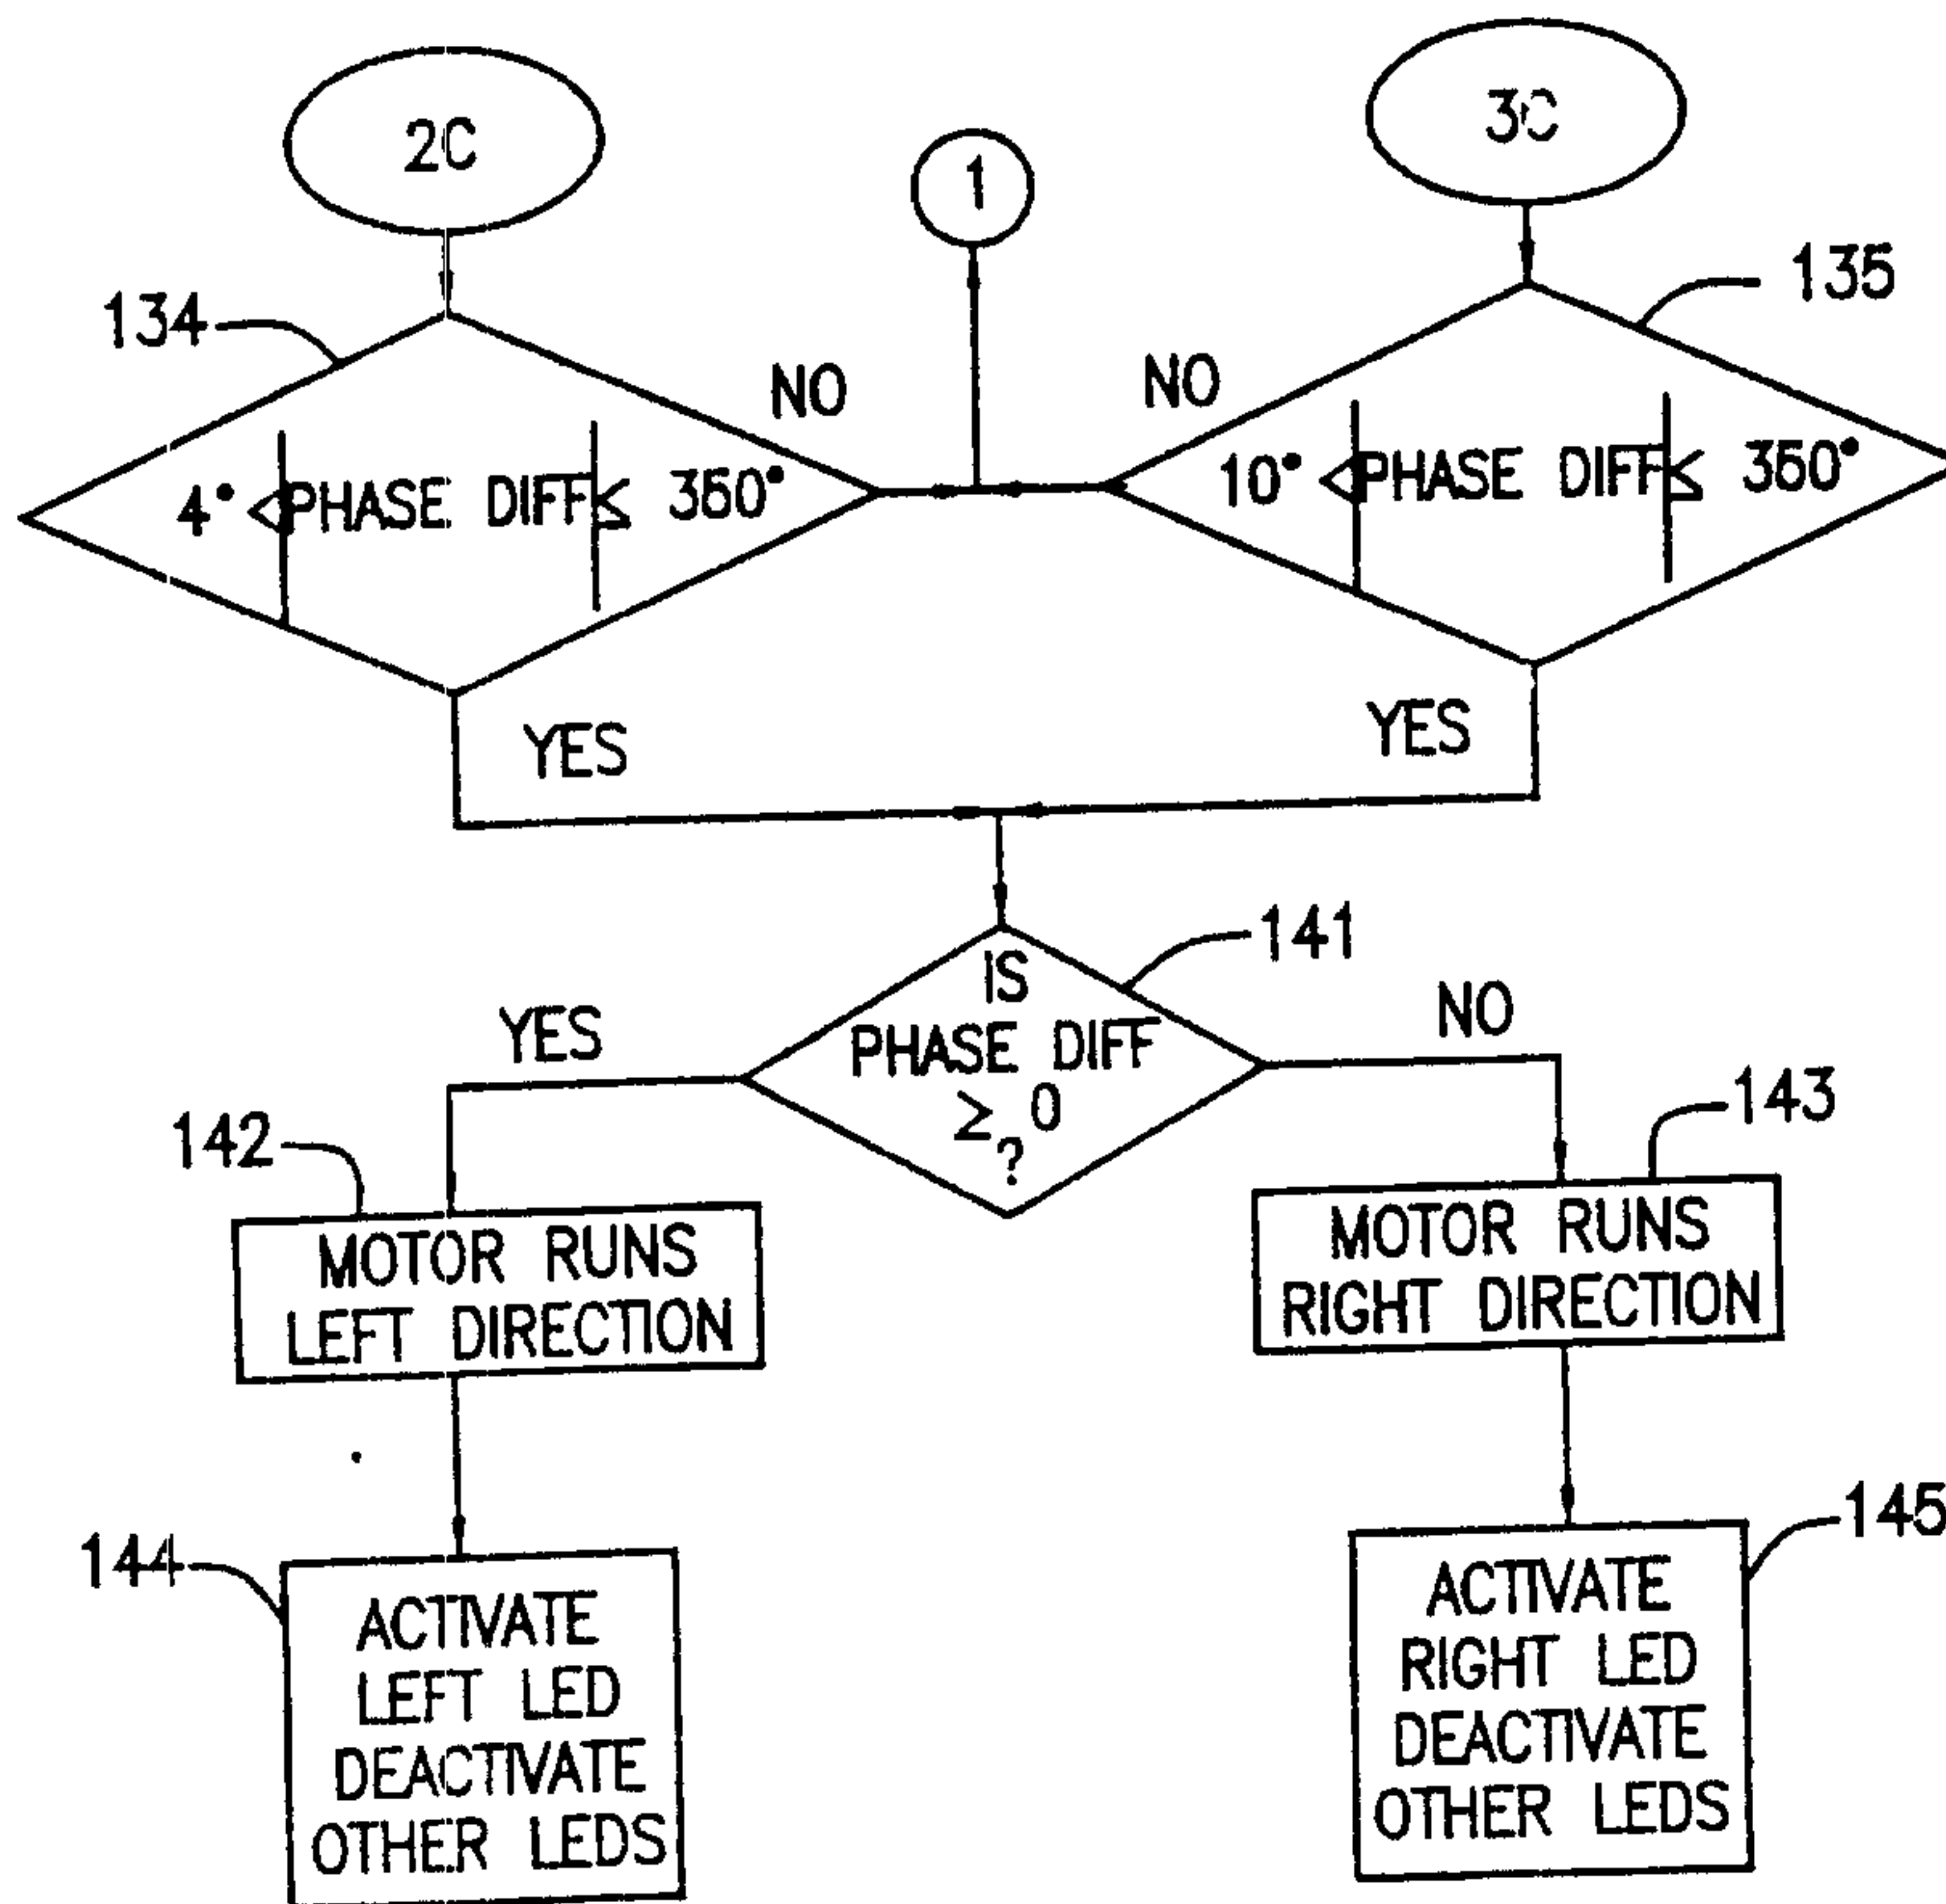 2C
1
3C
134
135
NO
NO
4° <|PHASE DIFF|≤ 360°
10° <|PHASE DIFF|≤ 360°
YES
YES
141
IS
PHASE DIFF
≥ 0
?
YES
NO
142
143
MOTOR RUNS
LEFT DIRECTION
MOTOR RUNS
RIGHT DIRECTION
144
145
ACTIVATE
LEFT LED
DEACTIVATE
OTHER LEDS
ACTIVATE
RIGHT LED
DEACTIVATE
OTHER LEDS